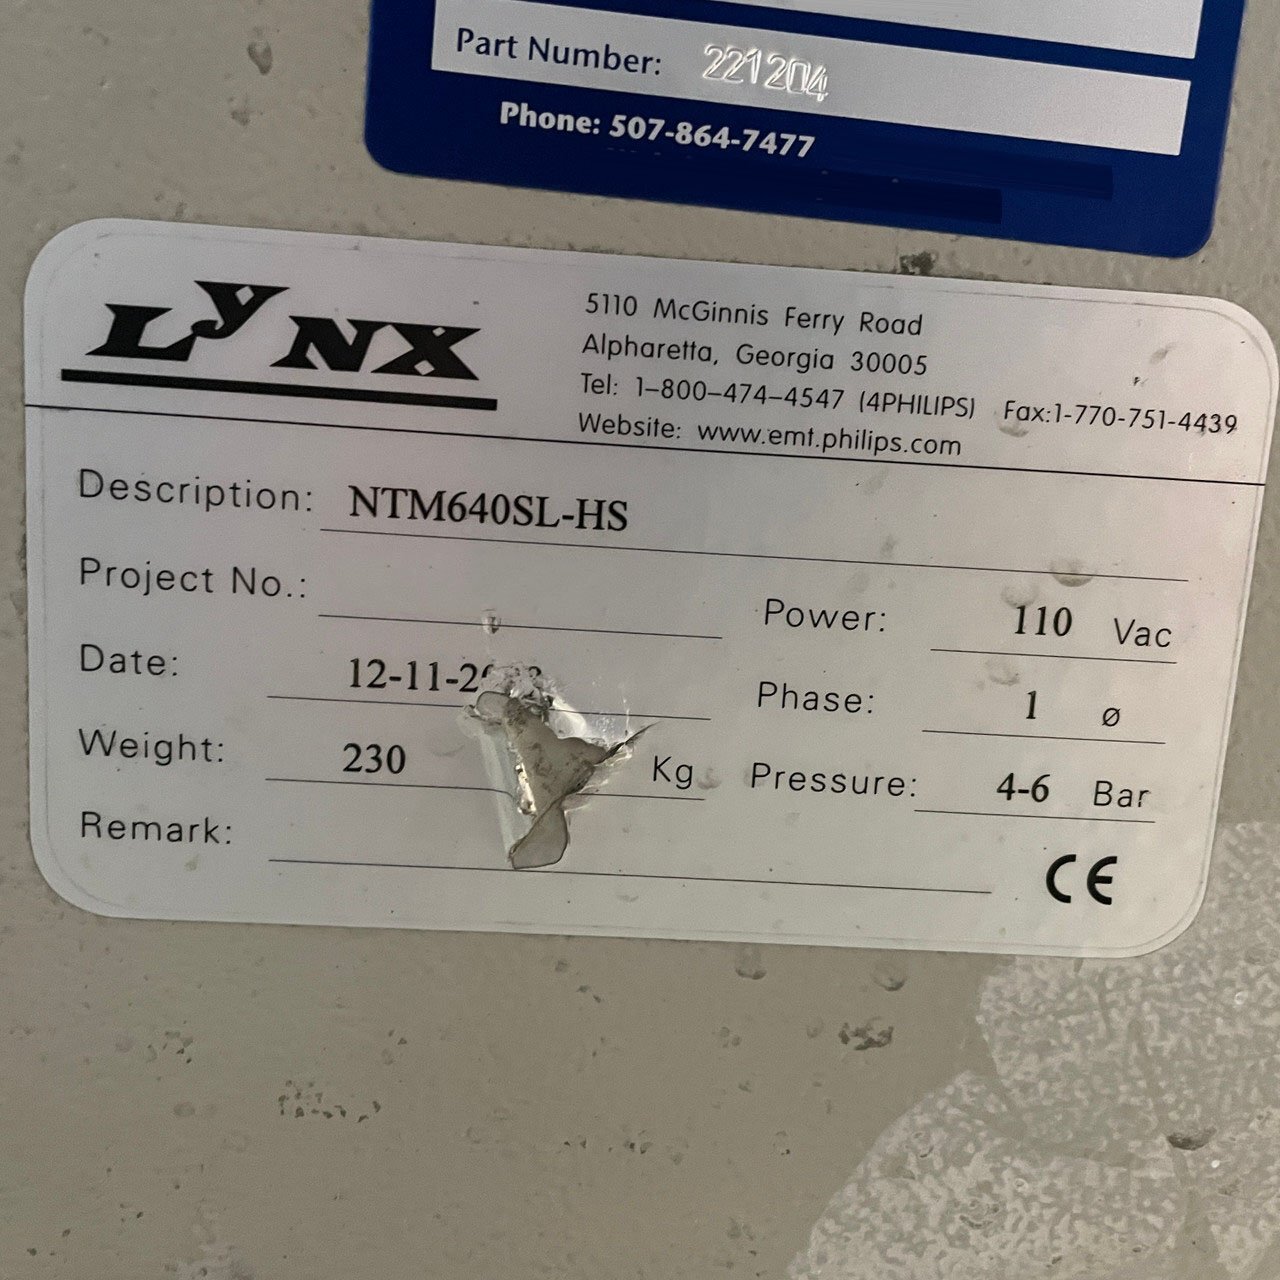 Part Number: 221204
Phone: 507-864-7477
LYNX
5110 McGinnis Ferry Road
Alpharetta, Georgia 30005
Tel: 1-800-474-4547 (4PHILIPS) Fax:1-770-751-4439
Website: www.emt.philips.com
Description: NTM640SL-HS
Project No.:
Power: 110 Vac
Date:
Phase: 1 ø
Weight: 230 Kg
Pressure: 4-6 Bar
Remark:
CE